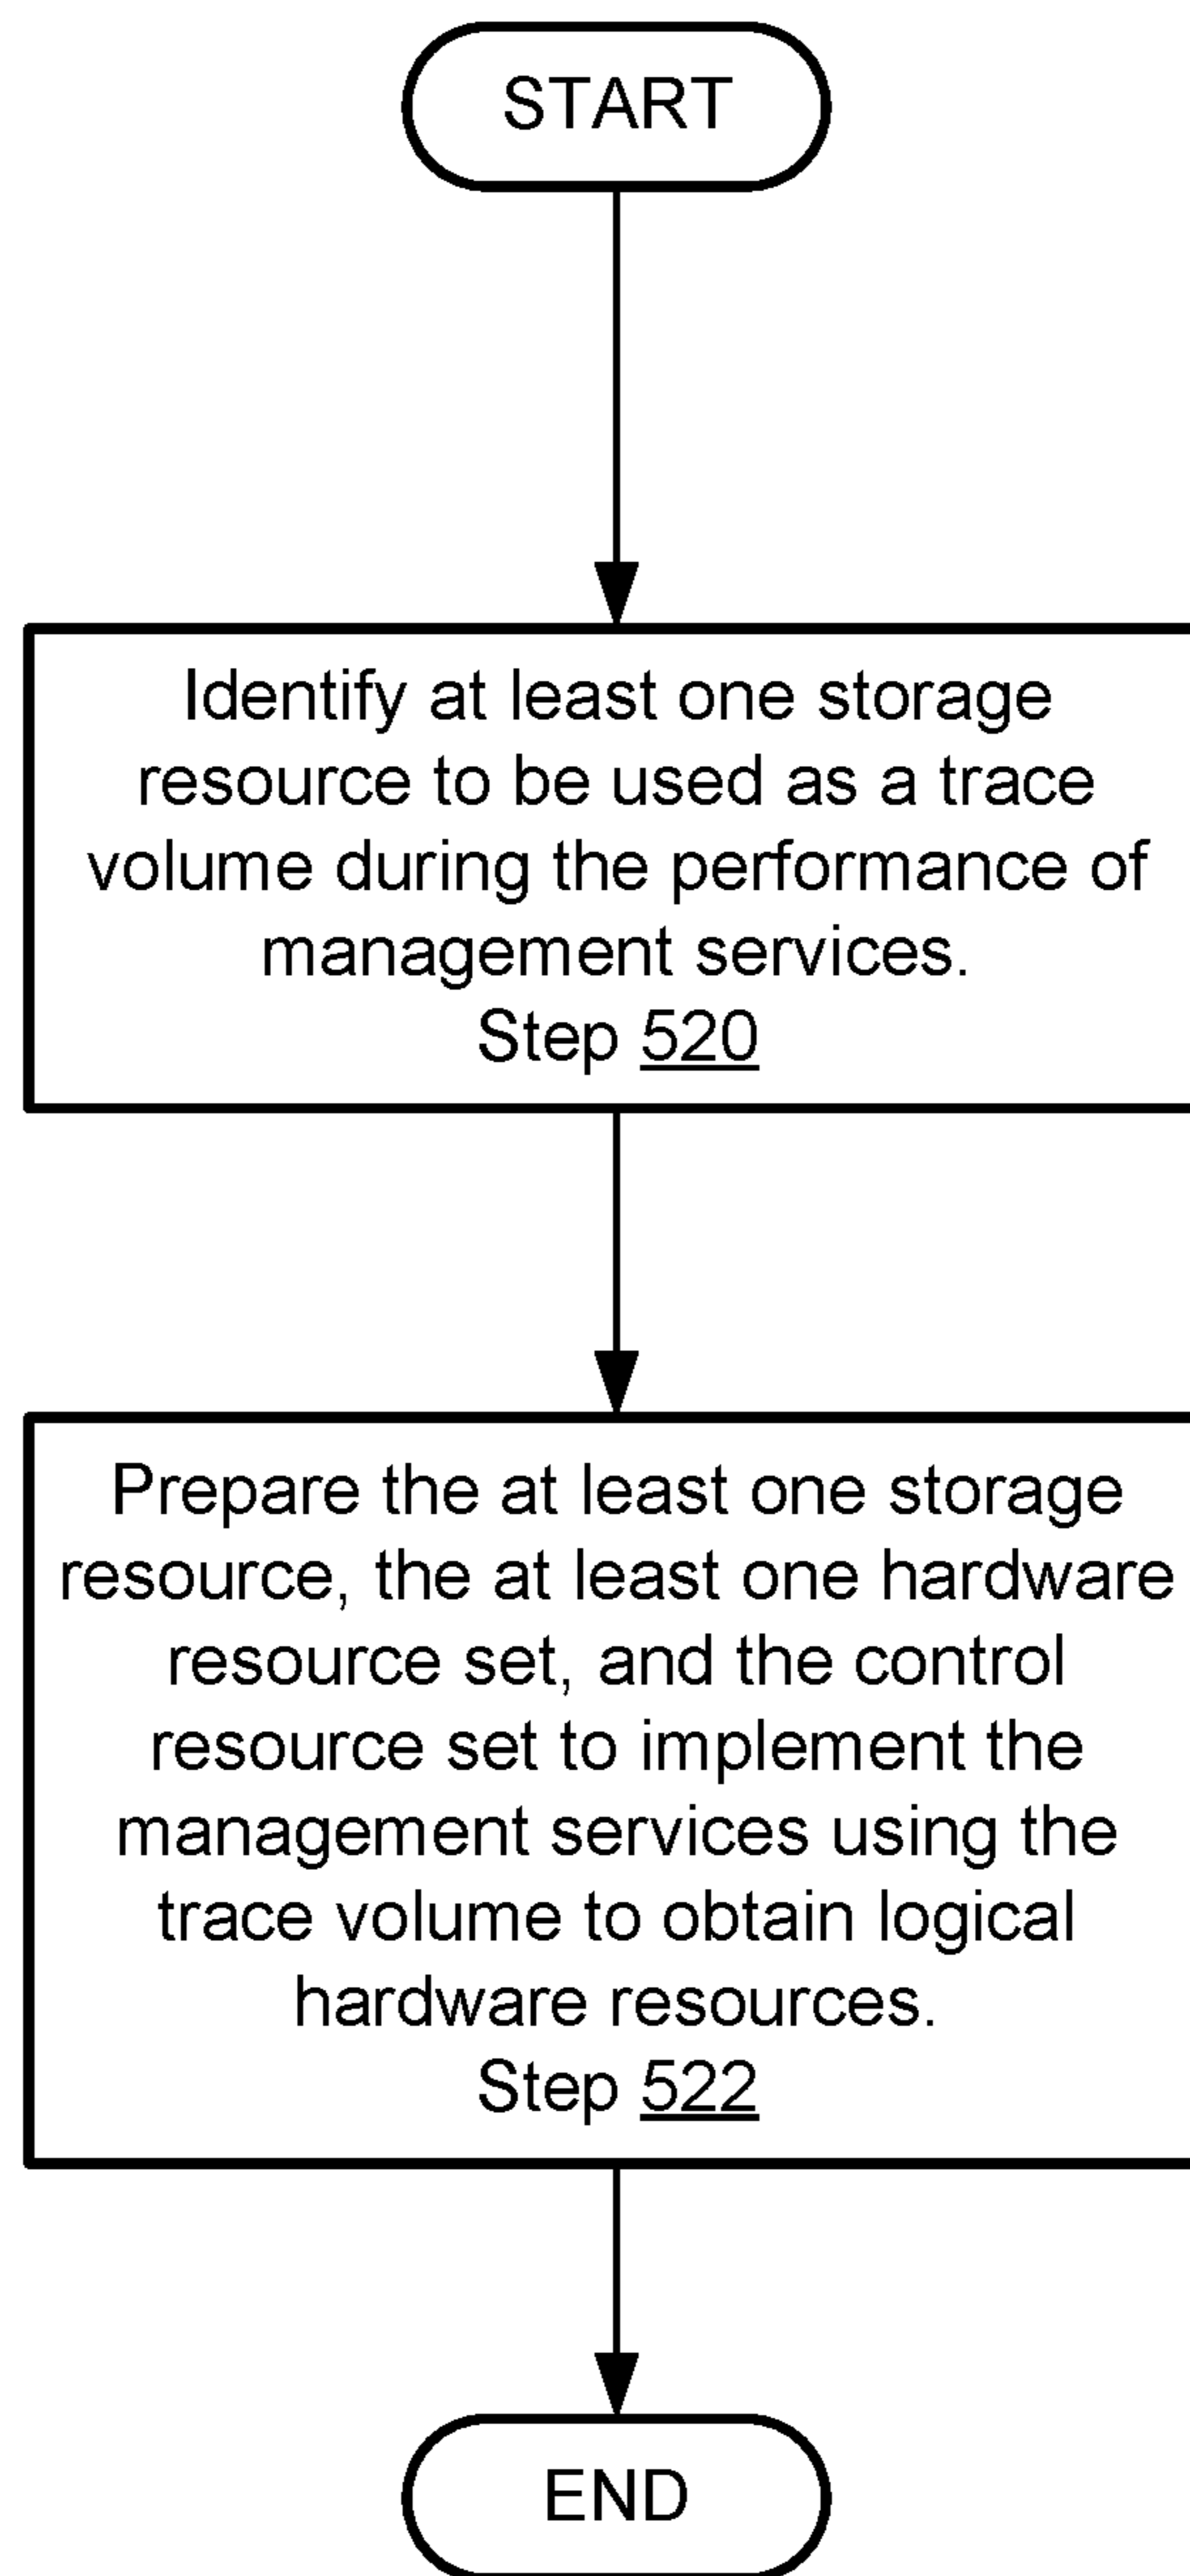 START
Identify at least one storage
resource to be used as a trace
volume during the performance of
management services.
Step 520
Prepare the at least one storage
resource, the at least one hardware
resource set, and the control
resource set to implement the
management services using the
trace volume to obtain logical
hardware resources.
Step 522
END